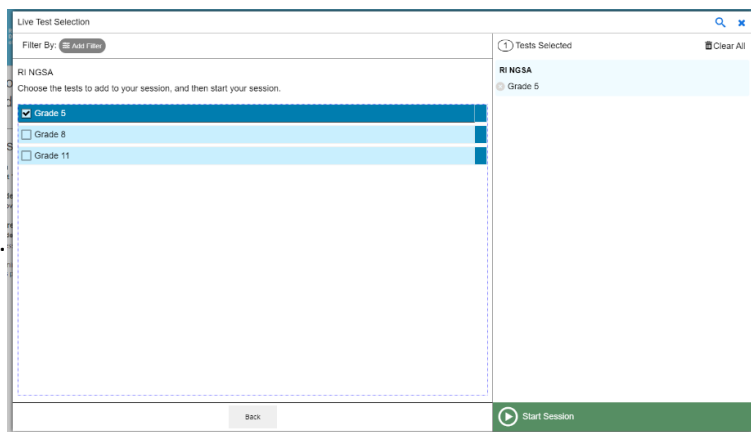 Live Test Selection
Filter By: Add Filter
RI NGSA
Choose the tests to add to your session, and then start your session.
Grade 5
Grade 8
Grade 11
Back
1 Tests Selected
Clear All
RI NGSA
Grade 5
Start Session